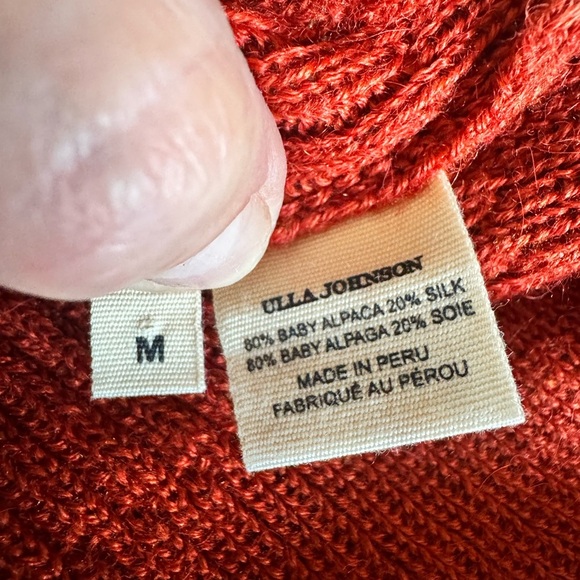 M
ULLA JOHNSON
80% BABY ALPACA 20% SILK
80% BABY ALPAGA 20% SOIE
MADE IN PERU
FABRIQUÉ AU PÉROU